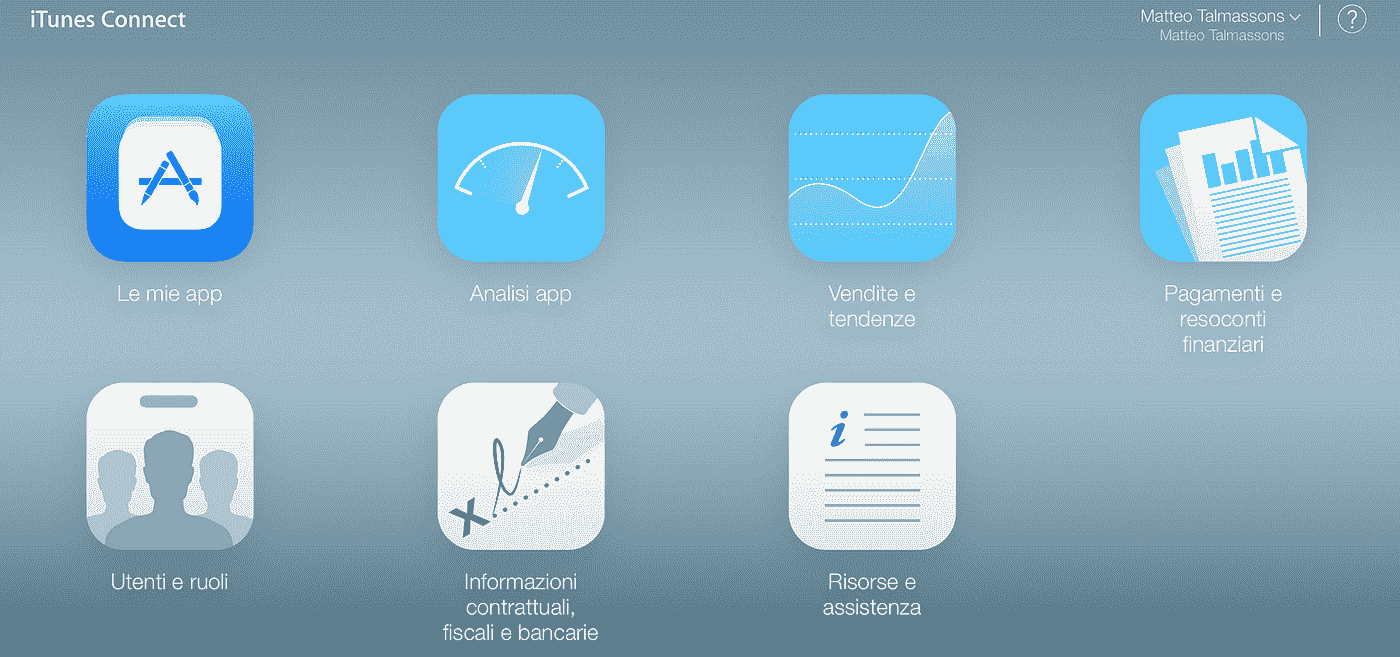 iTunes Connect
Matteo Talmassons
Matteo Talmassons
?
Le mie app
Analisi app
Vendite e
tendenze
Pagamenti e
resoconti
finanziari
Utenti e ruoli
Informazioni
contrattuali,
fiscali e bancarie
Risorse e
assistenza